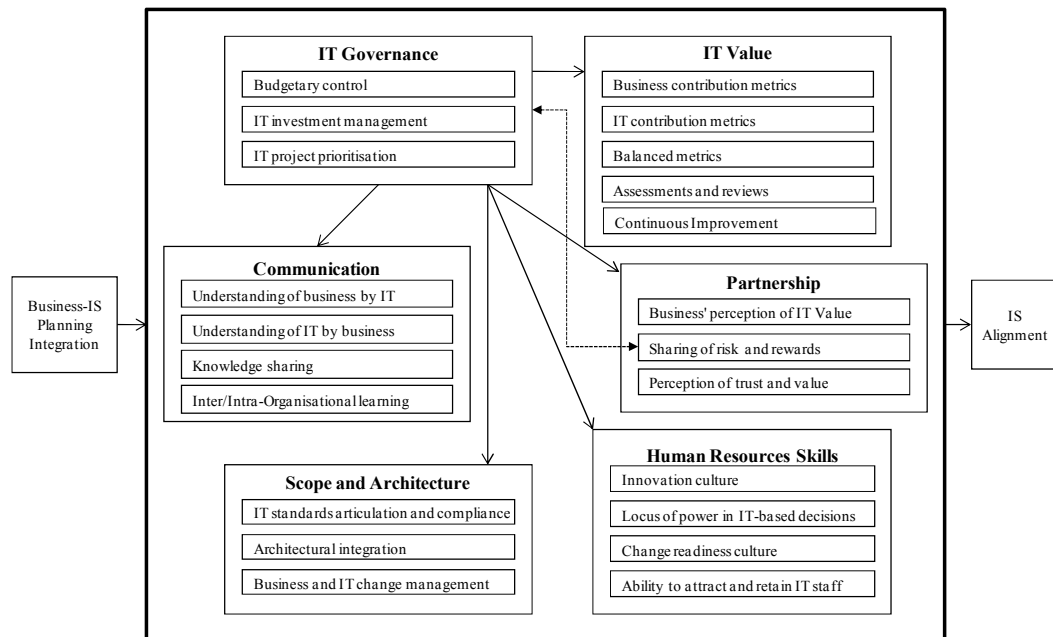 IT Governance
Budgetary control
IT investment management
IT project prioritisation
IT Value
Business contribution metrics
IT contribution metrics
Balanced metrics
Assessments and reviews
Continuous Improvement
Communication
Understanding of business by IT
Understanding of IT by business
Knowledge sharing
Inter/Intra-Organisational learning
Business-IS
Planning
Integration
Partnership
Business' perception of IT Value
Sharing of risk and rewards
Perception of trust and value
IS
Alignment
Scope and Architecture
IT standards articulation and compliance
Architectural integration
Business and IT change management
Human Resources Skills
Innovation culture
Locus of power in IT-based decisions
Change readiness culture
Ability to attract and retain IT staff